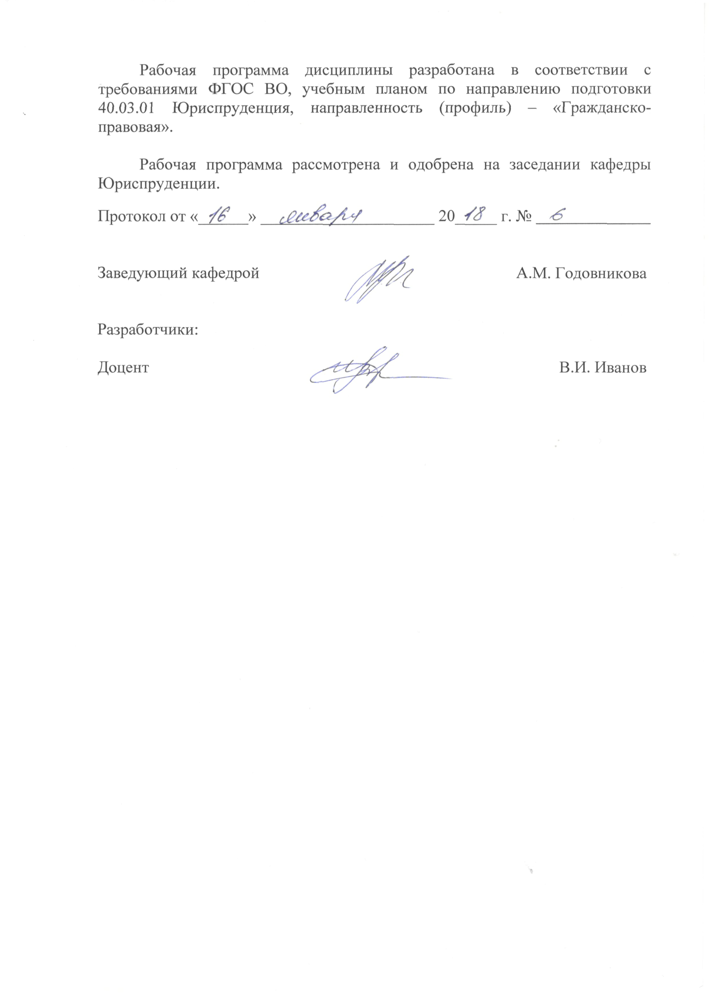 Рабочая программа дисциплины разработана в соответствии с
требованиями ФГОС ВО, учебным планом по направлению подготовки
40.03.01 Юриспруденция, направленность (профиль) – «Гражданско-
правовая».
Рабочая программа рассмотрена и одобрена на заседании кафедры
Юриспруденции.
Протокол от «16» января 2018 г. № 6
Заведующий кафедрой А.М. Годовникова
Разработчики:
Доцент В.И. Иванов